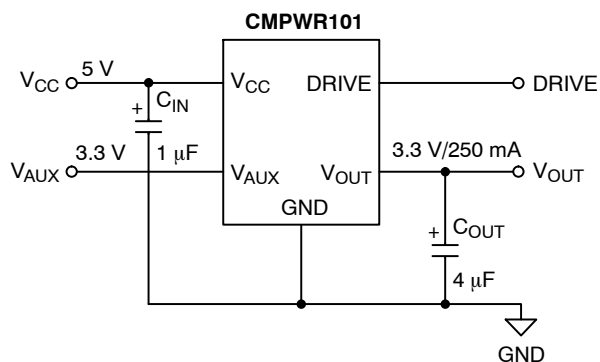 CMPWR101
V_CC 5 V V_CC DRIVE DRIVE
+ C_IN
1 μF
V_AUX 3.3 V V_AUX V_OUT 3.3 V/250 mA V_OUT
GND
+ C_OUT
4 μF
GND